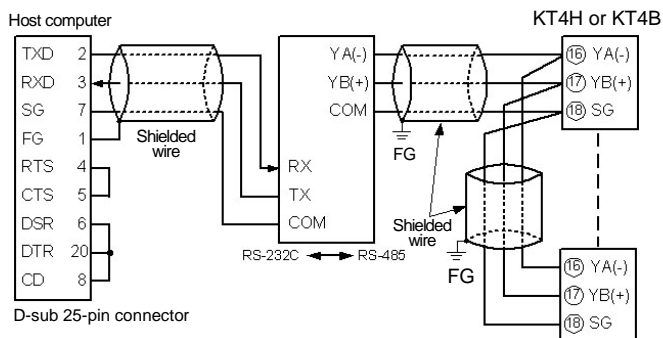 Host computer
KT4H or KT4B
TXD 2
RXD 3
SG 7
FG 1
RTS 4
CTS 5
DSR 6
DTR 20
CD 8
D-sub 25-pin connector
Shielded
wire
YA(-)
YB(+)
COM
RX
TX
COM
RS-232C
RS-485
FG
Shielded
wire
FG
16 YA(-)
17 YB(+)
18 SG
16 YA(-)
17 YB(+)
18 SG